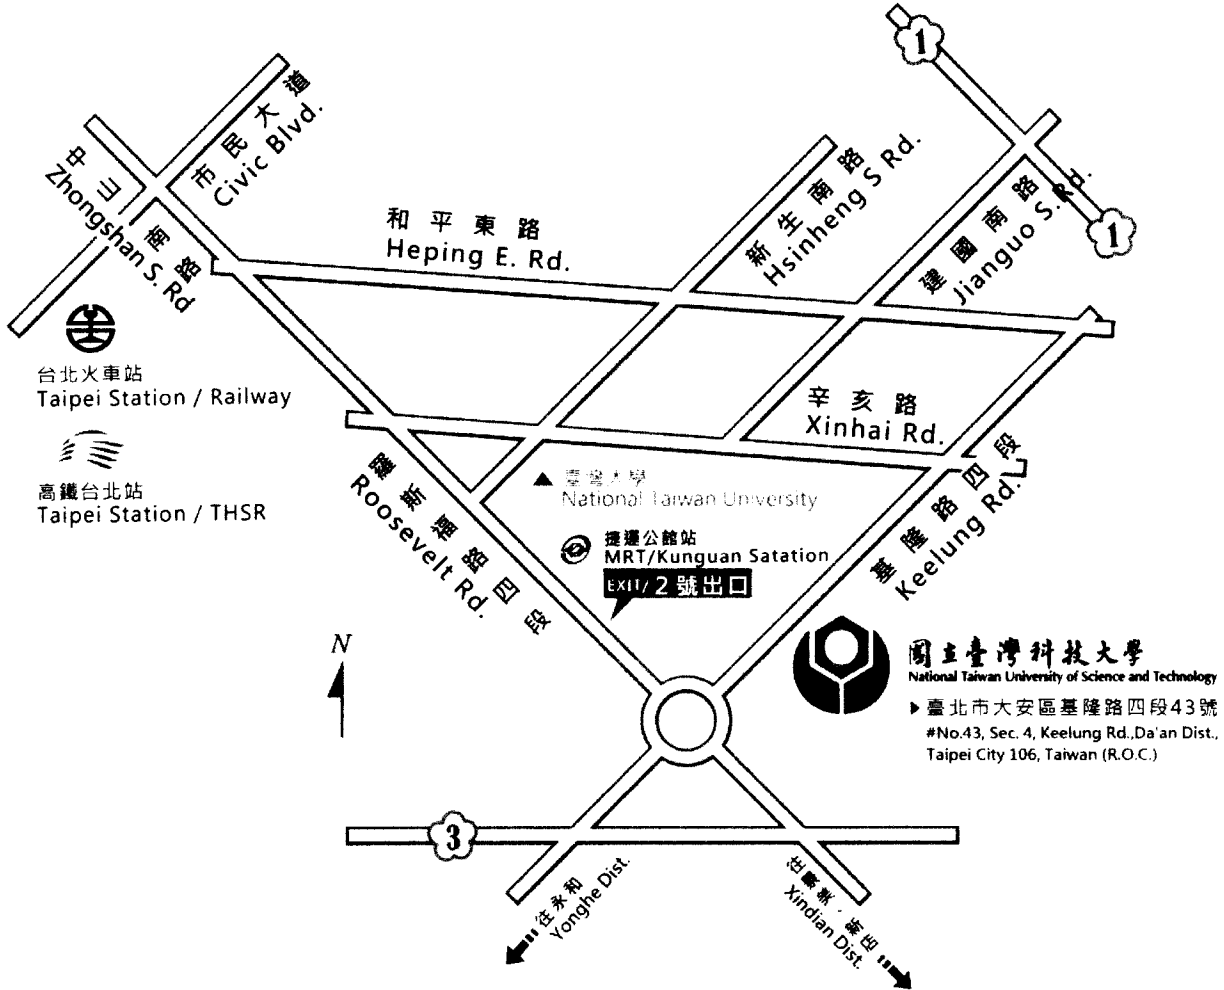 1
市民大道
Civic Blvd.
中山南路
Zhongshan S. Rd
和平東路
Heping E. Rd.
新生南路
Hsinheng S Rd.
建國南路
Jianguo S. Rd.
1
台北火車站
Taipei Station / Railway
高鐵台北站
Taipei Station / THSR
辛亥路
Xinhai Rd.
羅斯福路四段
Roosevelt Rd.
▲ 臺灣大學
National Taiwan University
捷運公館站
MRT/Kunguan Satation
EXIT/ 2 號出口
基隆路四段
Keelung Rd.
N
國立臺灣科技大學
National Taiwan University of Science and Technology
臺北市大安區基隆路四段43號
#No.43, Sec. 4, Keelung Rd.,Da'an Dist.,
Taipei City 106, Taiwan (R.O.C.)
3
往永和
Yonghe Dist.
Xindian Dist.